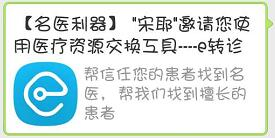 【名医利器】"宋耶"邀请您使
用医疗资源交换互具----e转诊
帮信任您的患者找到名
医，帮我们找到擅长的
患者